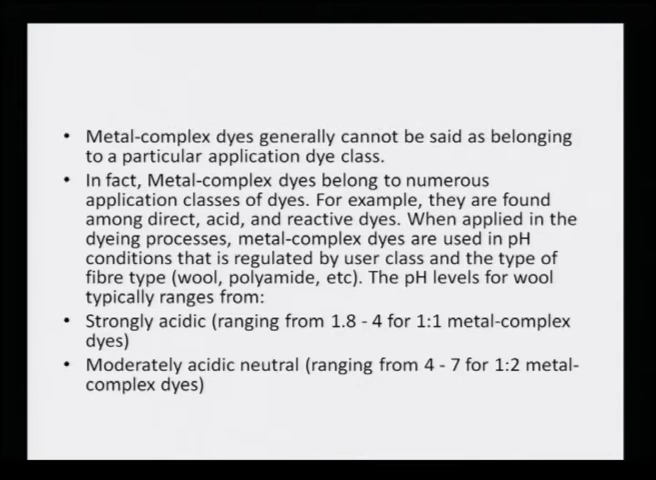 • Metal-complex dyes generally cannot be said as belonging
to a particular application dye class.
• In fact, Metal-complex dyes belong to numerous
application classes of dyes. For example, they are found
among direct, acid, and reactive dyes. When applied in the
dyeing processes, metal-complex dyes are used in pH
conditions that is regulated by user class and the type of
fibre type (wool, polyamide, etc). The pH levels for wool
typically ranges from:
• Strongly acidic (ranging from 1.8 - 4 for 1:1 metal-complex
dyes)
• Moderately acidic neutral (ranging from 4 - 7 for 1:2 metal-
complex dyes)